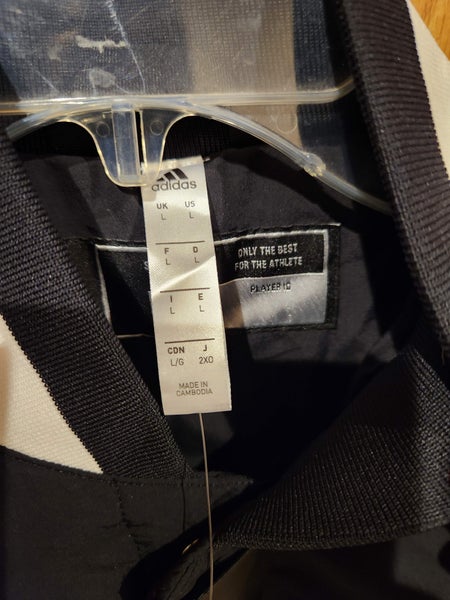 adidas
UK US
L L
F D
L L
I E
L L
CDN J
L/G 2XO
MADE IN
CAMBODIA
ONLY THE BEST
FOR THE ATHLETE
PLAYER ID